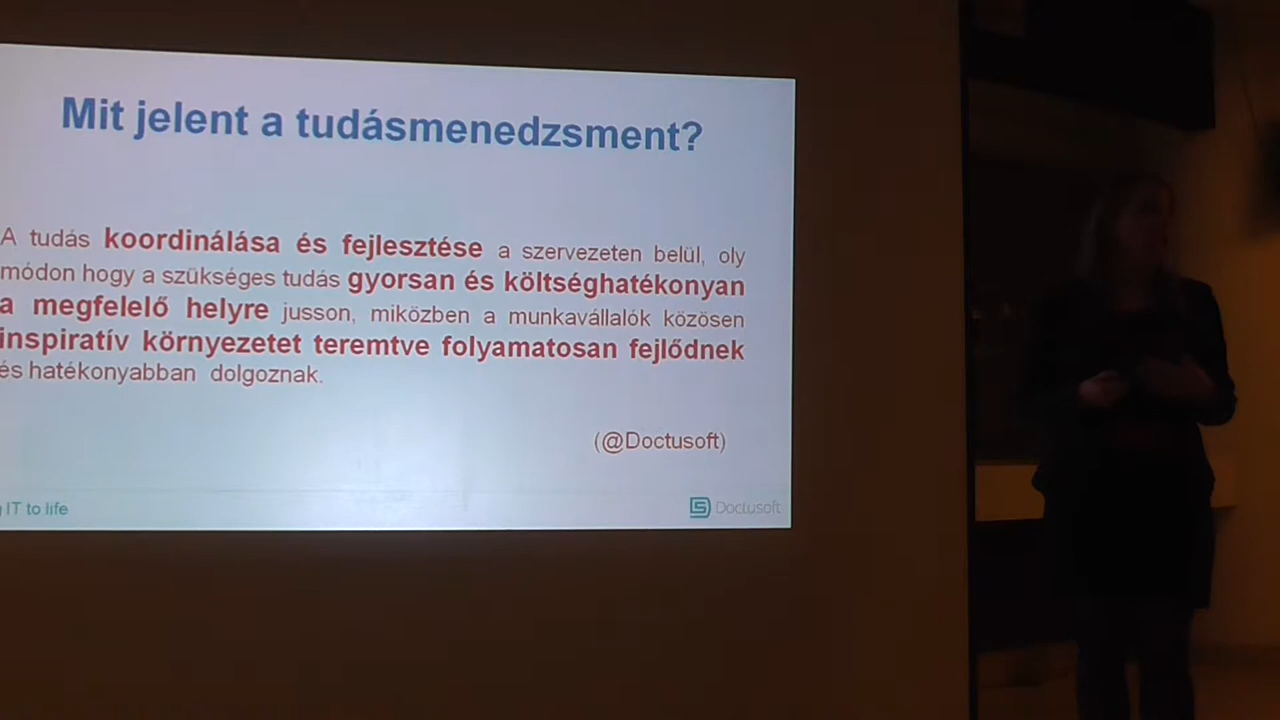 Mit jelent a tudásmenedzsment?
A tudás koordinálása és fejlesztése a szervezeten belül, oly
módon hogy a szükséges tudás gyorsan és költséghatékonyan
a megfelelő helyre jusson, miközben a munkavállalók közösen
inspiratív környezetet teremtve folyamatosan fejlődnek
és hatékonyabban dolgoznak.
(@Doctusoft)
IT to life
Doctusoft